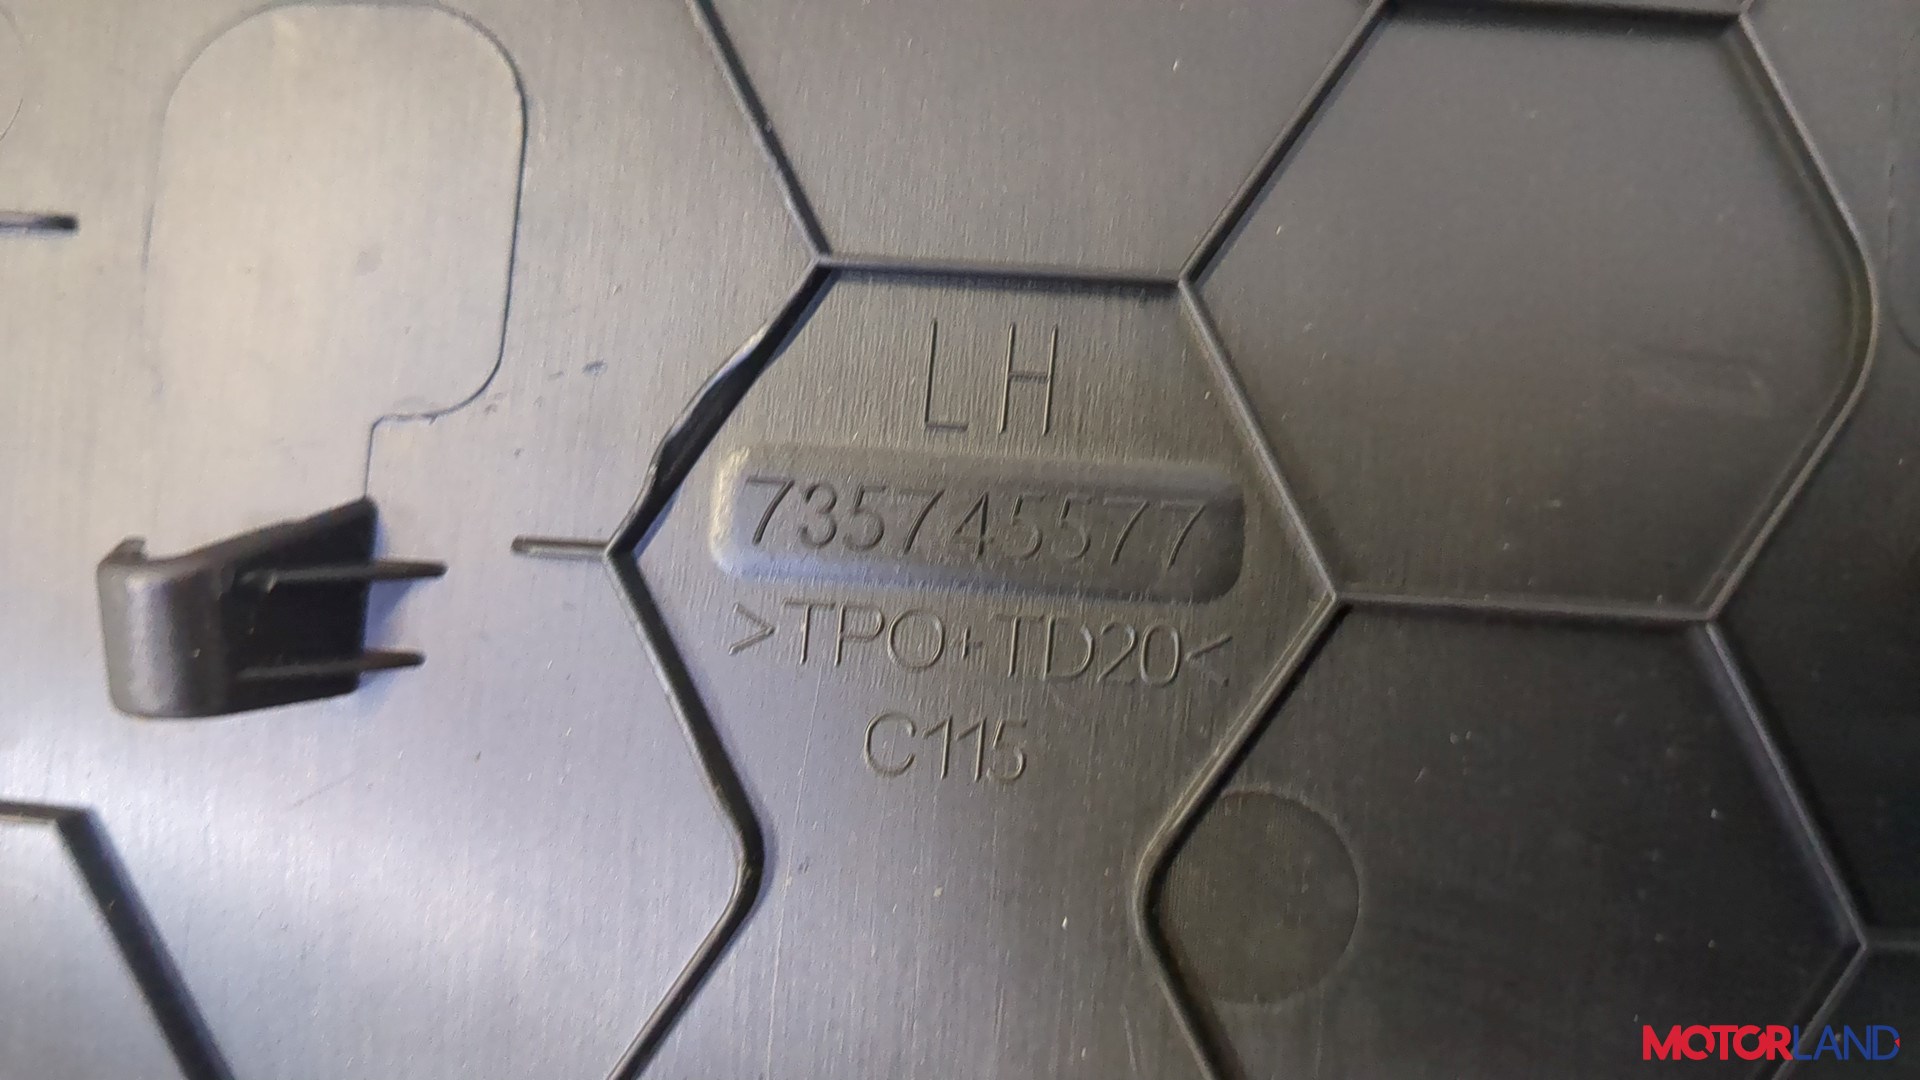 LH
735745577
>TPO+TD20<
C115
MOTORLAND